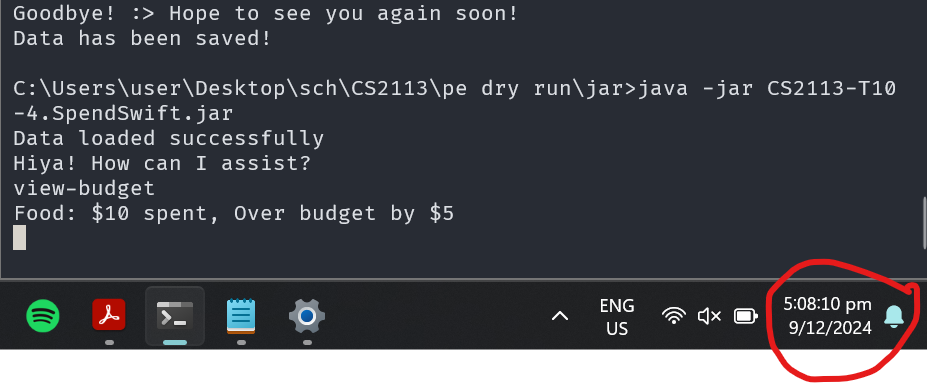 Goodbye! :> Hope to see you again soon!
Data has been saved!
C:\Users\user\Desktop\sch\CS2113\pe dry run\jar>java -jar CS2113-T10
-4.SpendSwift.jar
Data loaded successfully
Hiya! How can I assist?
view-budget
Food: $10 spent, Over budget by $5
ENG
US
5:08:10 pm
9/12/2024